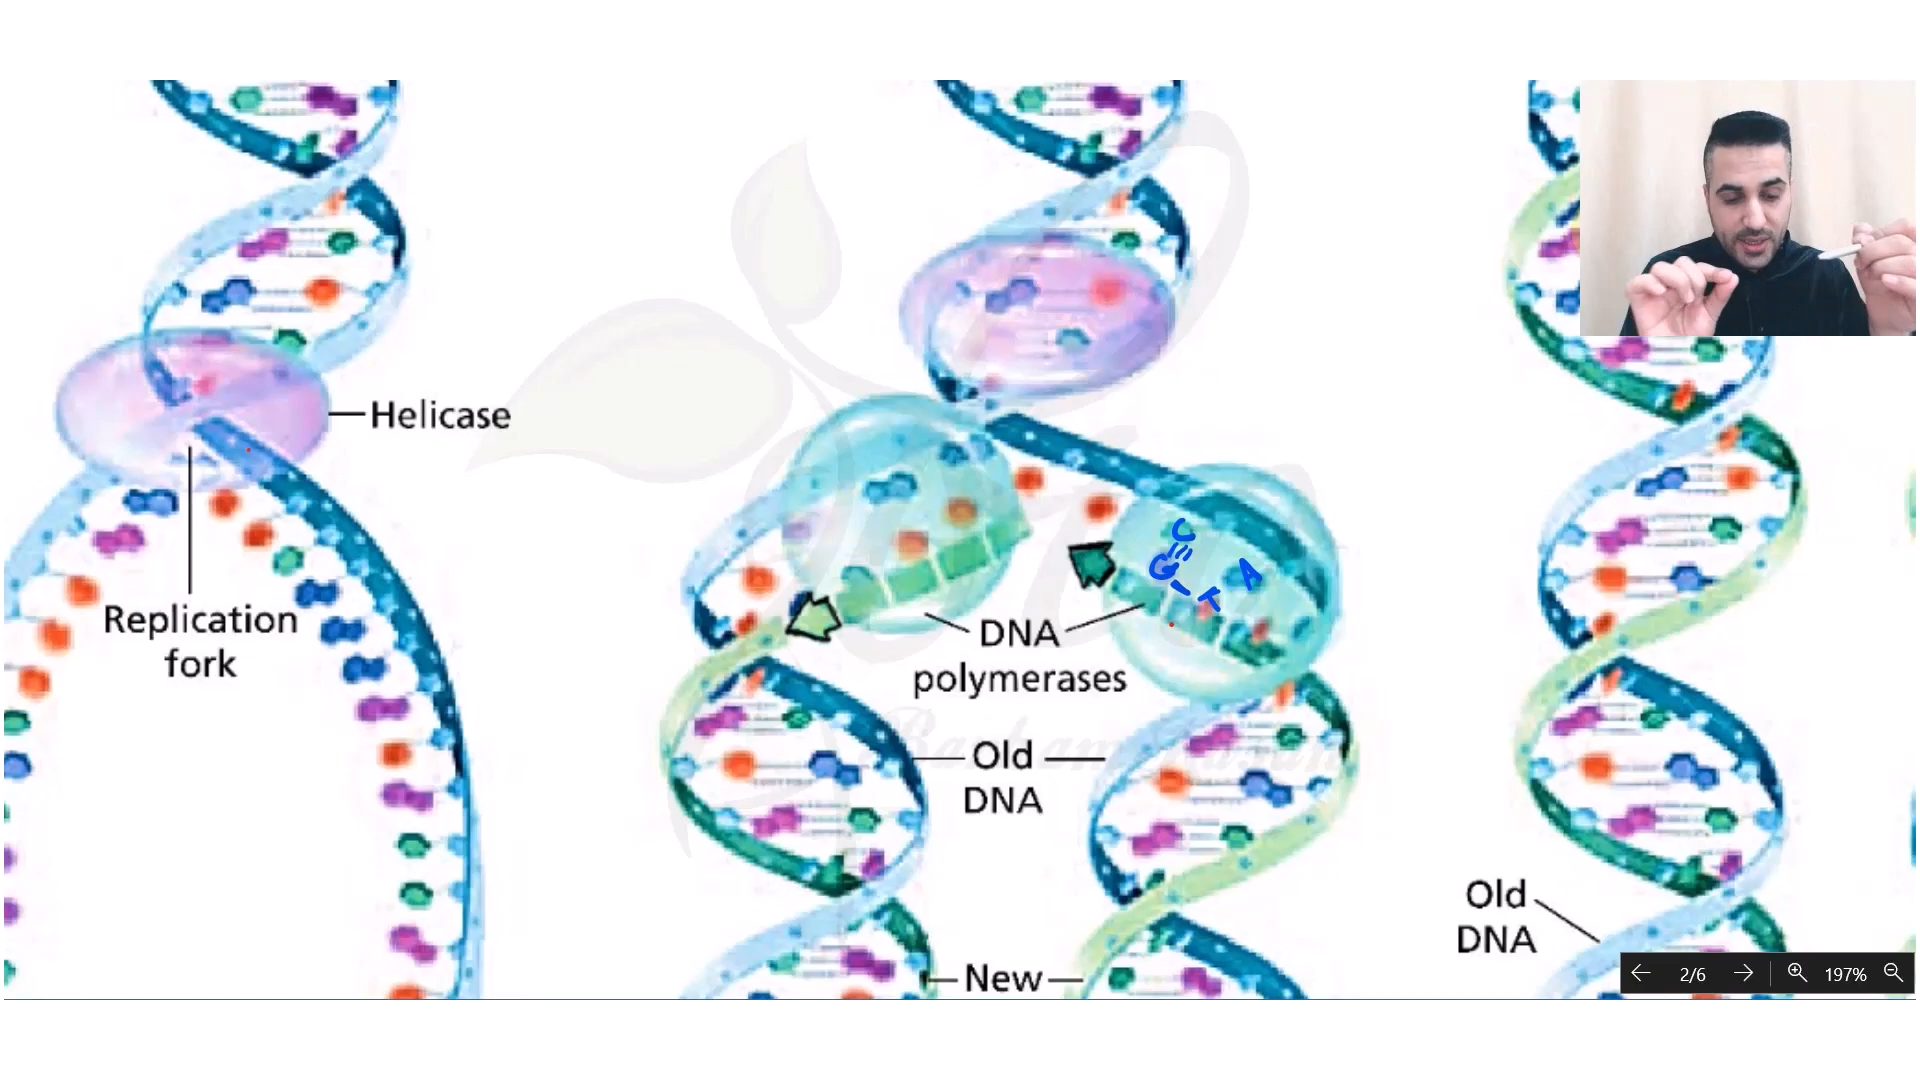 Helicase
Replication
fork
C
G
T
A
DNA
polymerases
Old
DNA
New
Old
DNA
2/6
197%